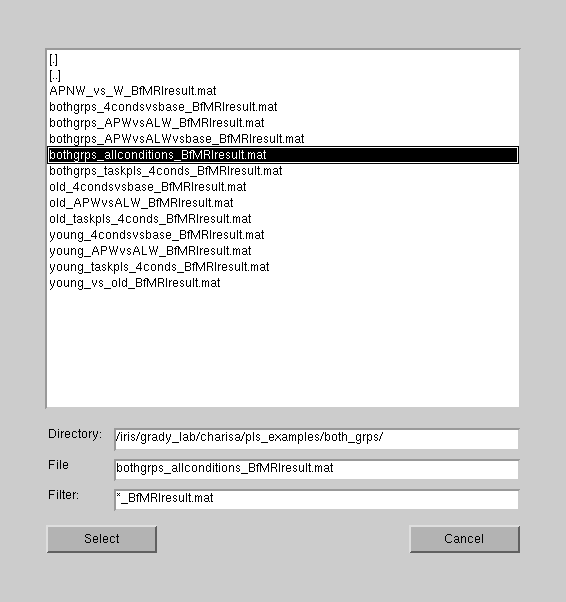 [.]
[..]
APNW_vs_W_BfMRIresult.mat
bothgrps_4condsvsbase_BfMRIresult.mat
bothgrps_APWvsALW_BfMRIresult.mat
bothgrps_APWvsALWvsbase_BfMRIresult.mat
bothgrps_allconditions_BfMRIresult.mat
bothgrps_taskpls_4conds_BfMRIresult.mat
old_4condsvsbase_BfMRIresult.mat
old_APWvsALW_BfMRIresult.mat
old_taskpls_4conds_BfMRIresult.mat
young_4condsvsbase_BfMRIresult.mat
young_APWvsALW_BfMRIresult.mat
young_taskpls_4conds_BfMRIresult.mat
young_vs_old_BfMRIresult.mat
Directory: /iris/grady_lab/charisa/pls_examples/both_grps/
File bothgrps_allconditions_BfMRIresult.mat
Filter: *_BfMRIresult.mat
Select Cancel